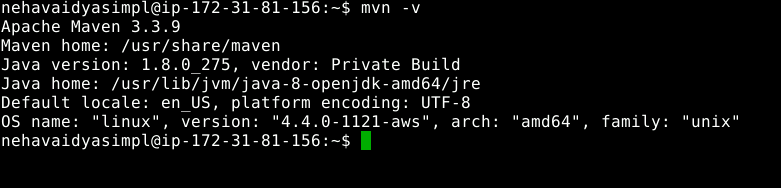 nehavaidyasimpl@ip-172-31-81-156:~$ mvn -v
Apache Maven 3.3.9
Maven home: /usr/share/maven
Java version: 1.8.0_275, vendor: Private Build
Java home: /usr/lib/jvm/java-8-openjdk-amd64/jre
Default locale: en_US, platform encoding: UTF-8
OS name: "linux", version: "4.4.0-1121-aws", arch: "amd64", family: "unix"
nehavaidyasimpl@ip-172-31-81-156:~$